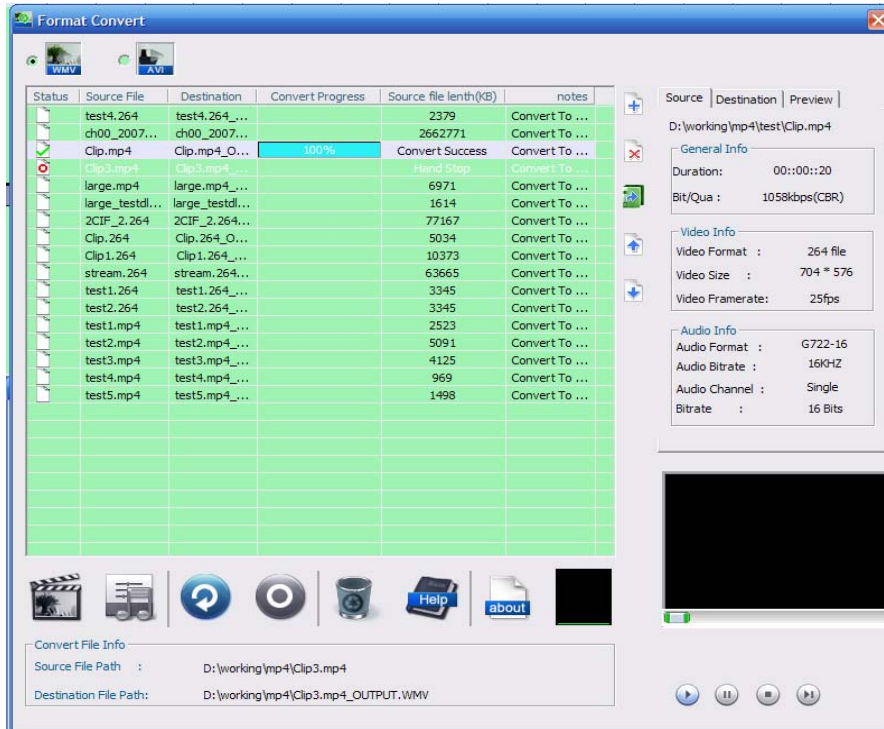 Format Convert
WMV AVI
Status Source File Destination Convert Progress Source file lenth(KB) notes
test4.264 test4.264_... 2379 Convert To ...
ch00_2007... ch00_2007... 2662771 Convert To ...
Clip.mp4 Clip.mp4_O... 100% Convert Success Convert To ...
Clip3.mp4 Clip3.mp4_... Hand Stop Convert To ...
large.mp4 large.mp4_... 6971 Convert To ...
large_testdl... large_testdl... 1614 Convert To ...
2CIF_2.264 2CIF_2.264... 77167 Convert To ...
Clip.264 Clip.264_O... 5034 Convert To ...
Clip1.264 Clip1.264_... 10373 Convert To ...
stream.264 stream.264... 63665 Convert To ...
test1.264 test1.264_... 3345 Convert To ...
test2.264 test2.264_... 3345 Convert To ...
test1.mp4 test1.mp4_... 2523 Convert To ...
test2.mp4 test2.mp4_... 5091 Convert To ...
test3.mp4 test3.mp4_... 4125 Convert To ...
test4.mp4 test4.mp4_... 969 Convert To ...
test5.mp4 test5.mp4_... 1498 Convert To ...
Help about
Convert File Info
Source File Path : D:\working\mp4\Clip3.mp4
Destination File Path: D:\working\mp4\Clip3.mp4_OUTPUT.WMV
Source Destination Preview
D:\working\mp4\test\Clip.mp4
General Info
Duration: 00::00::20
Bit/Qua : 1058kbps(CBR)
Video Info
Video Format : 264 file
Video Size : 704 * 576
Video Framerate: 25fps
Audio Info
Audio Format : G722-16
Audio Bitrate : 16KHZ
Audio Channel : Single
Bitrate : 16 Bits